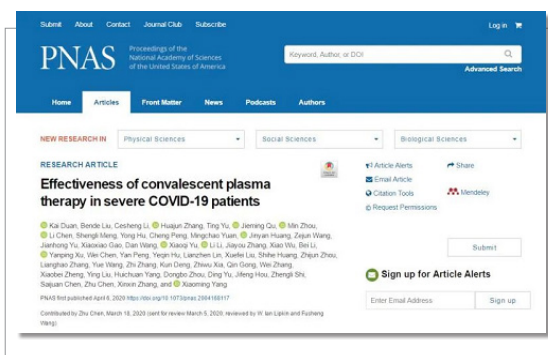 Submit About Contact Journal Club Subscribe
Log in
PNAS
Proceedings of the
National Academy of Sciences
of the United States of America
Keyword, Author, or DOI
Advanced Search
Home Articles Front Matter News Podcasts Authors
NEW RESEARCH IN Physical Sciences Social Sciences Biological Sciences
RESEARCH ARTICLE
Effectiveness of convalescent plasma
therapy in severe COVID-19 patients
Kai Duan, Bende Liu, Cesheng Li, Huajun Zhang, Ting Yu, Jieming Qu, Min Zhou,
Li Chen, Shengli Meng, Yong Hu, Cheng Peng, Mingchao Yuan, Jinyan Huang, Zejun Wang,
Jianhong Yu, Xiaoxiao Gao, Dan Wang, Xiaoqi Yu, Li Li, Jiayou Zhang, Xiao Wu, Bei Li,
Yanping Xu, Wei Chen, Yan Peng, Yeqin Hu, Lianzhen Lin, Xuefei Liu, Shihe Huang, Zhijun Zhou,
Lianghao Zhang, Yue Wang, Zhi Zhang, Kun Deng, Zhiwu Xia, Qin Gong, Wei Zhang,
Xiaobei Zheng, Ying Liu, Huichuan Yang, Dongbo Zhou, Ding Yu, Jifeng Hou, Zhengli Shi,
Saijuan Chen, Zhu Chen, Xinxin Zhang, and Xiaoming Yang
PNAS first published April 6, 2020 https://doi.org/10.1073/pnas.2004168117
Contributed by Zhu Chen, March 18, 2020 (sent for review March 5, 2020; reviewed by W. Ian Lipkin and Fusheng
Wang)
Article Alerts Share
Email Article
Citation Tools Mendeley
Request Permissions
Submit
Sign up for Article Alerts
Enter Email Address Sign up